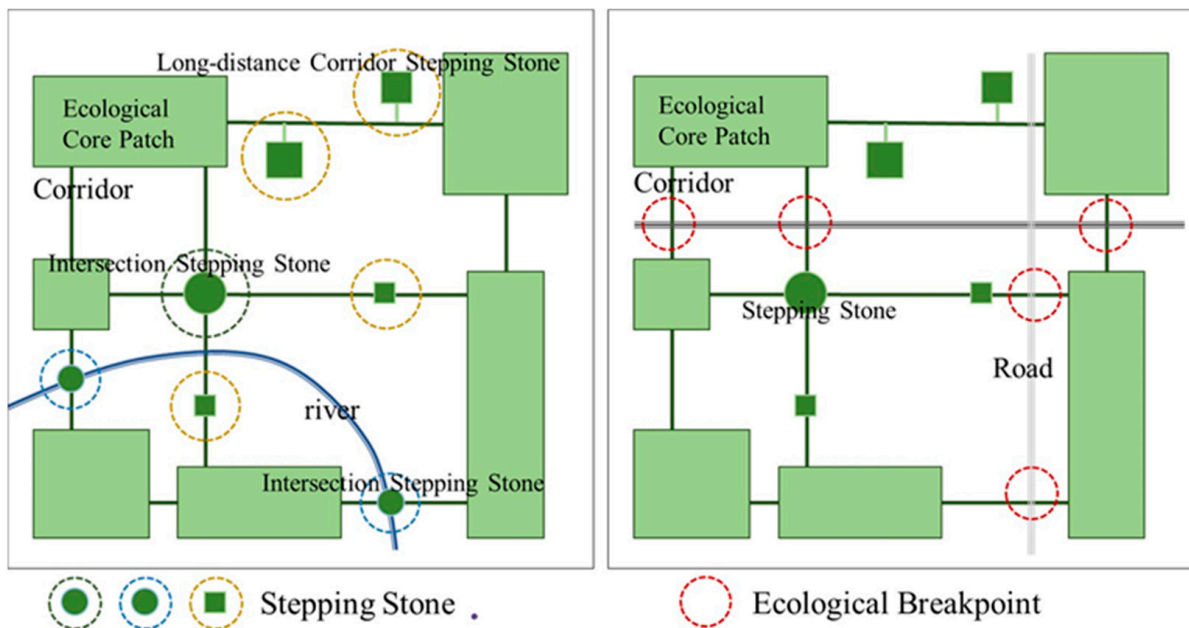 Long-distance Corridor Stepping Stone
Ecological
Core Patch
Corridor
Intersection Stepping Stone
river
Intersection Stepping Stone
Ecological
Core Patch
Corridor
Stepping Stone
Road
Stepping Stone
Ecological Breakpoint